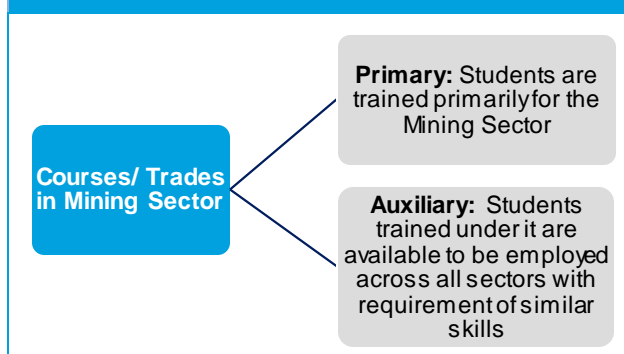 Courses/ Trades
in Mining Sector
Primary: Students are
trained primarily for the
Mining Sector
Auxiliary: Students
trained under it are
available to be employed
across all sectors with
requirement of similar
skills